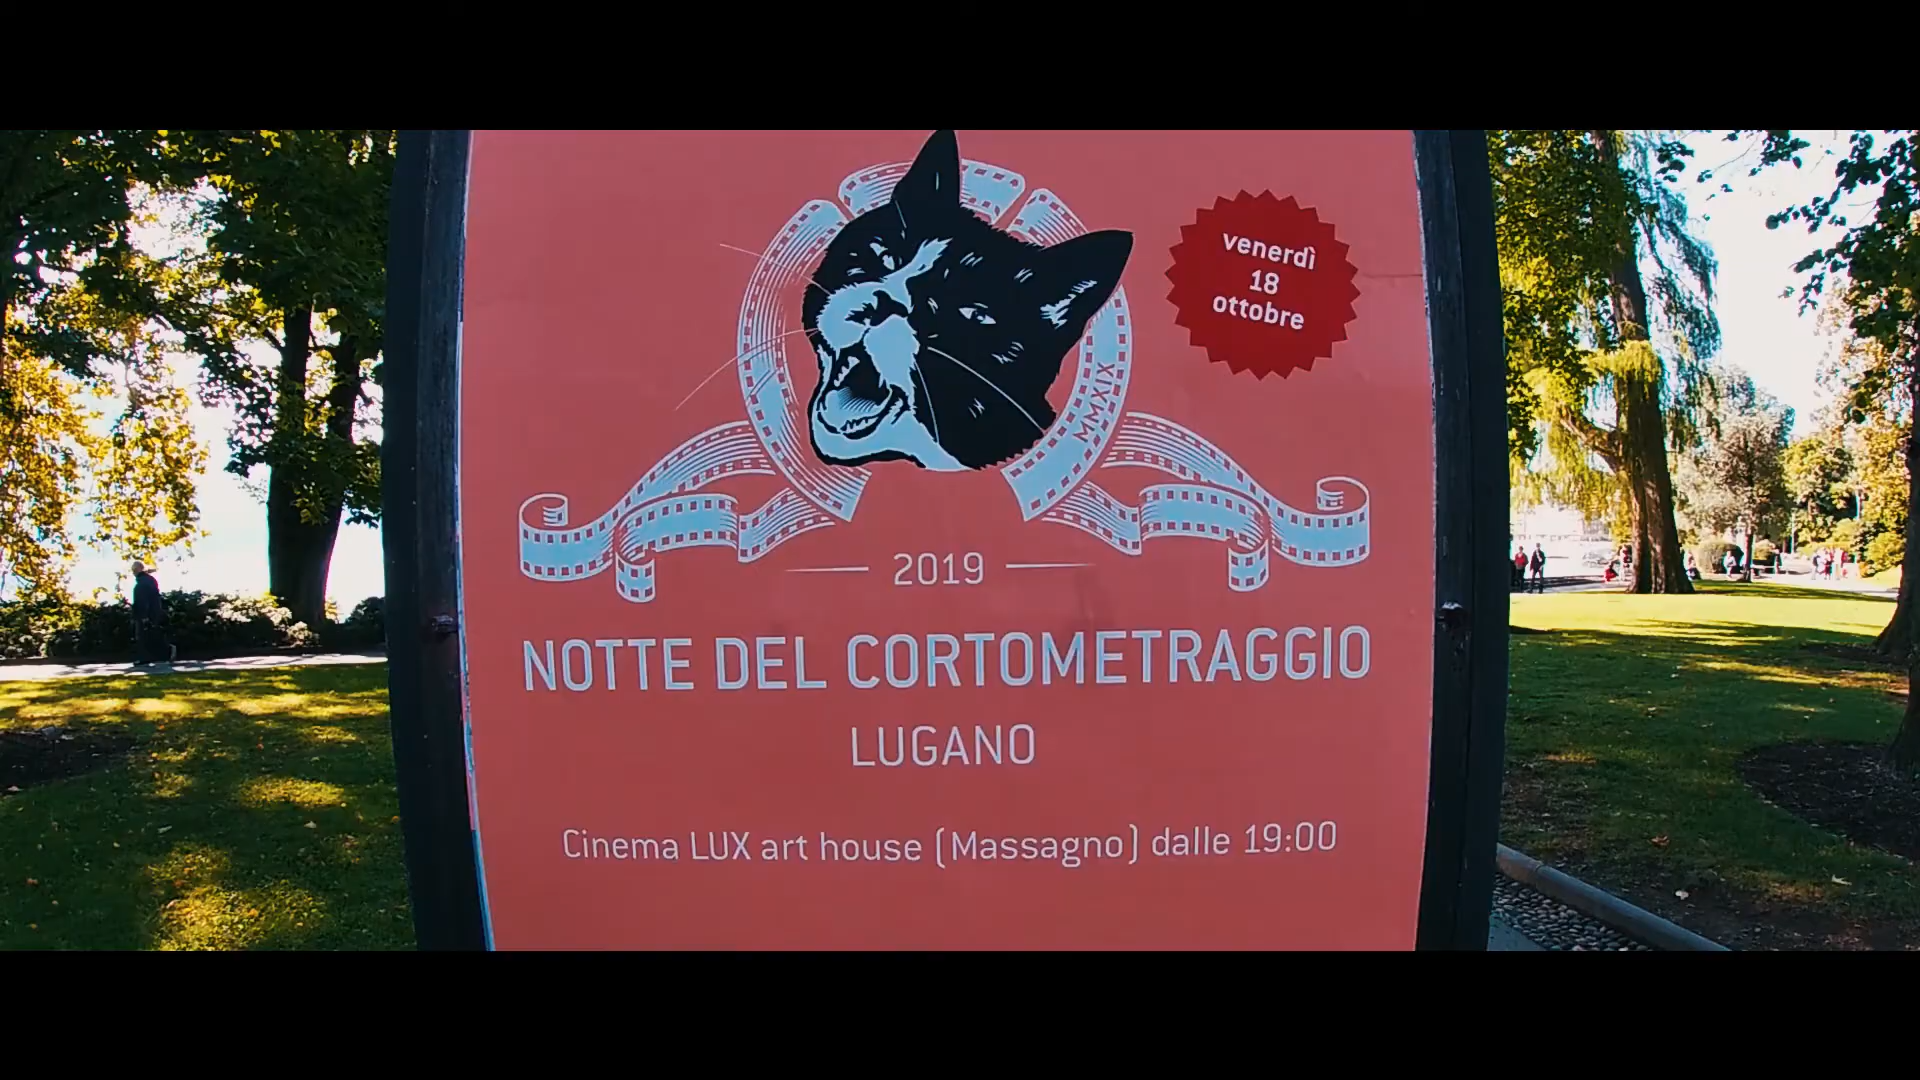 venerdì
18
ottobre
MMXIX
2019
NOTTE DEL CORTOMETRAGGIO
LUGANO
Cinema LUX art house (Massagno) dalle 19:00